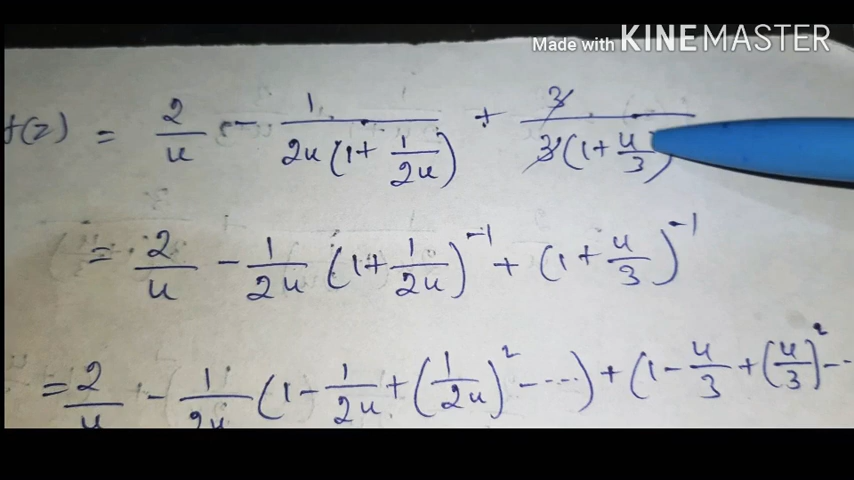 Made with KINEMASTER
f(z) = 2/u - 1/(2u(1+1/2u)) + 3/(3(1+u/3))
= 2/u - 1/2u (1+1/2u)^-1 + (1+u/3)^-1
= 2/u - 1/2u (1-1/2u+(1/2u)^2 ----) + (1-u/3+(u/3)^2--